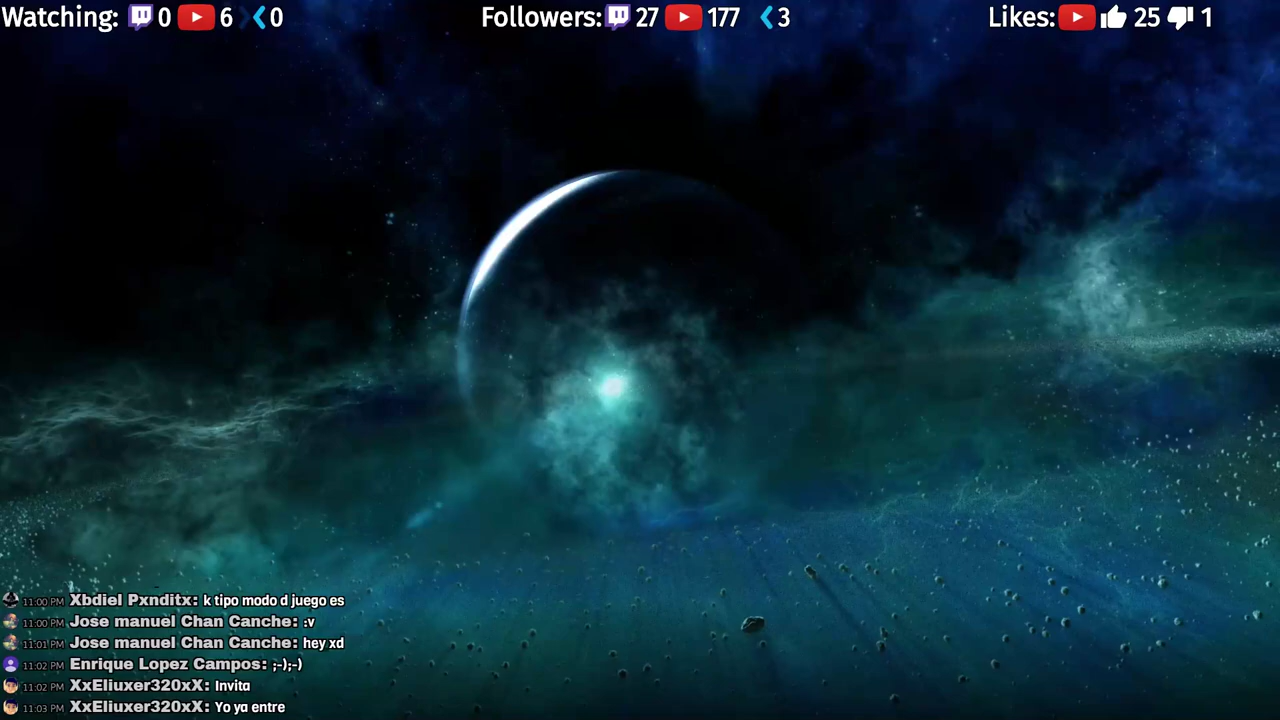 Watching: 0 6 0 Followers: 27 177 3 Likes: 25 1
11:00 PM Xbdiel Pxnditx: k tipo modo d juego es
11:00 PM Jose manuel Chan Canche: :v
11:01 PM Jose manuel Chan Canche: hey xd
11:02 PM Enrique Lopez Campos: ;-);-)
11:02 PM XxEliuxer320xX: Invita
11:03 PM XxEliuxer320xX: Yo ya entre